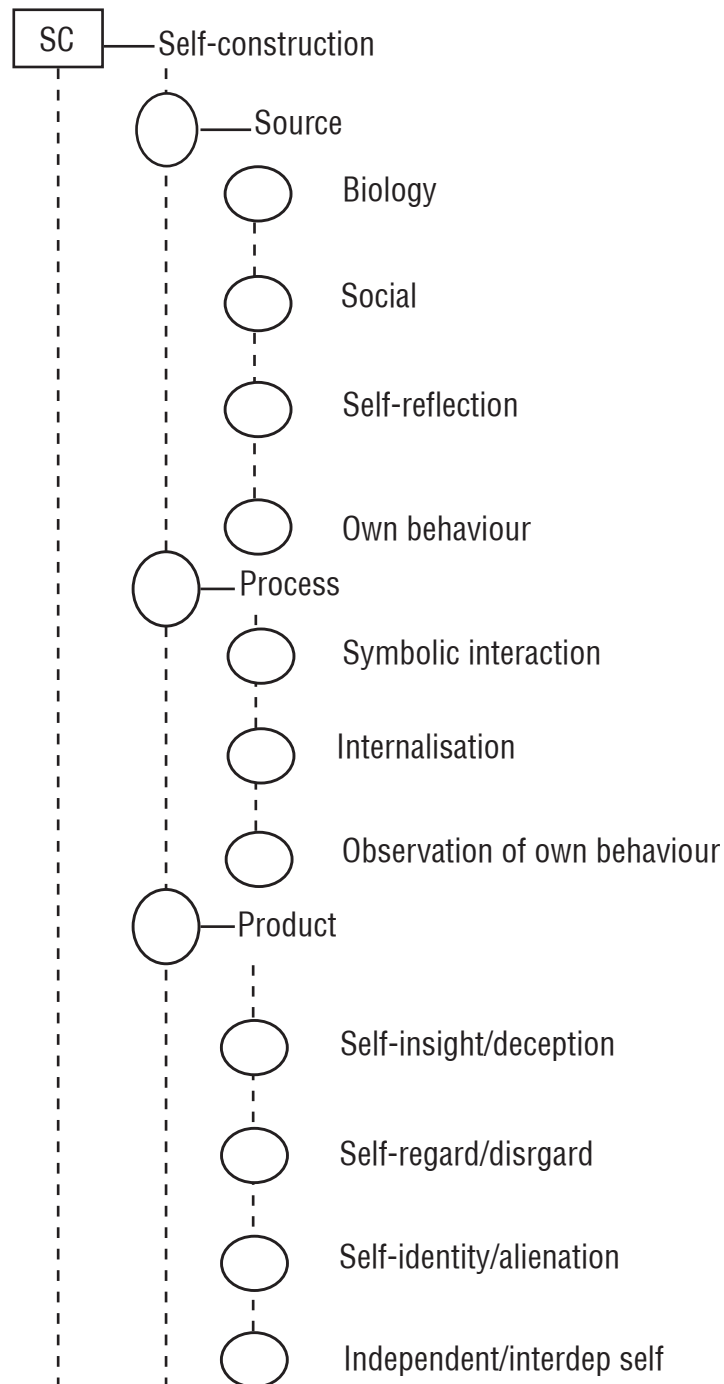 SC Self-construction
Source
Biology
Social
Self-reflection
Own behaviour
Process
Symbolic interaction
Internalisation
Observation of own behaviour
Product
Self-insight/deception
Self-regard/disrgard
Self-identity/alienation
Independent/interdep self